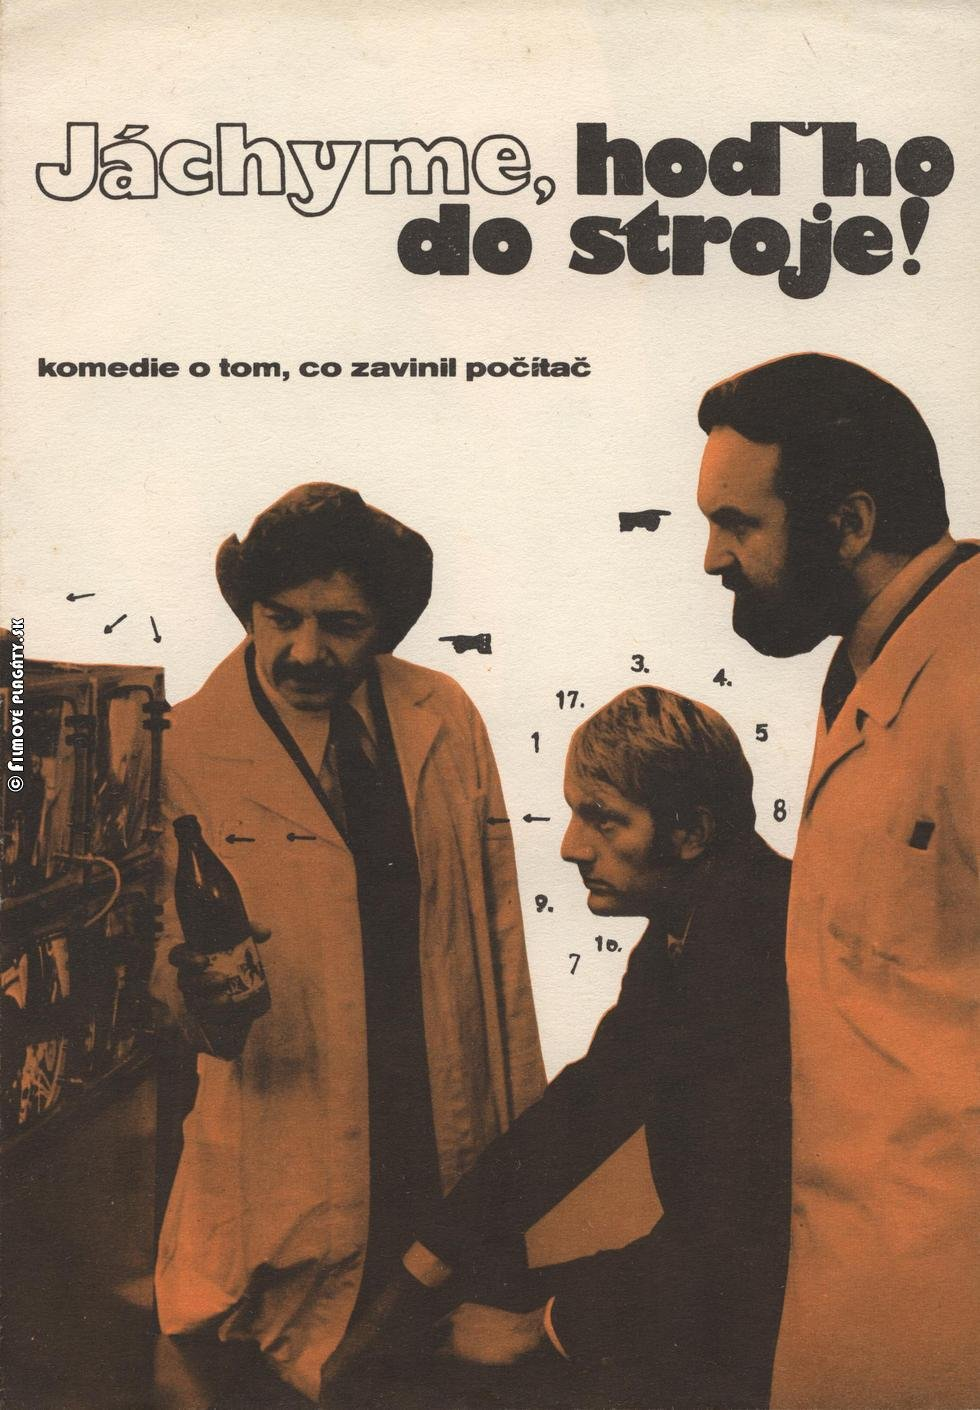 Jáchyme, hoď ho
do stroje!
komedie o tom, co zavinil počítač
3.
4.
17.
5
1
8
9.
10.
7
© FILMOVÉ PLAGÁTY.SK